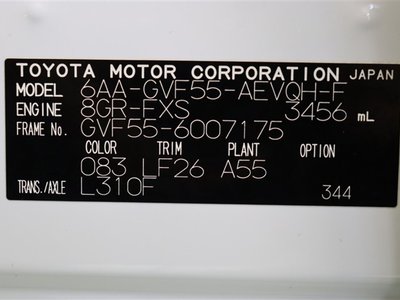 TOYOTA MOTOR CORPORATION JAPAN
MODEL 6AA-GVF55-AEVQH-F
ENGINE 8GR-FXS 3456 mL
FRAME No. GVF55-6007175
COLOR TRIM PLANT OPTION
083 LF26 A55
TRANS./AXLE L310F 344